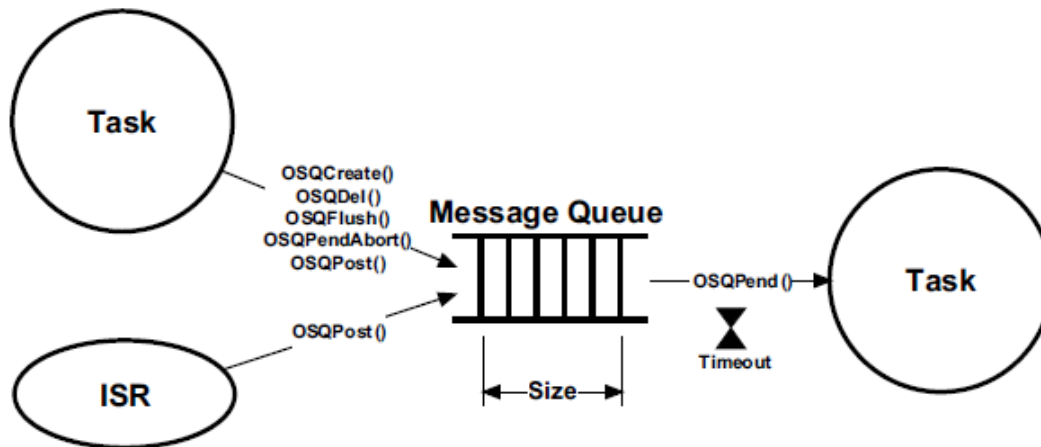 Task
OSQCreate()
OSQDel()
OSQFlush()
OSQPendAbort()
OSQPost()
Message Queue
OSQPend()
Timeout
Task
OSQPost()
ISR
Size